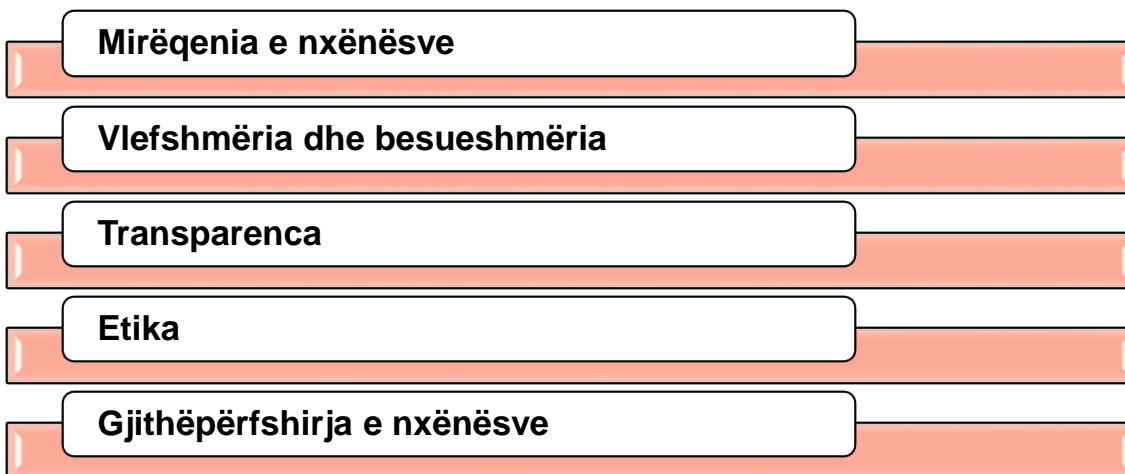 Mirëqenia e nxënësve
Vlefshmëria dhe besueshmëria
Transparenca
Etika
Gjithëpërfshirja e nxënësve